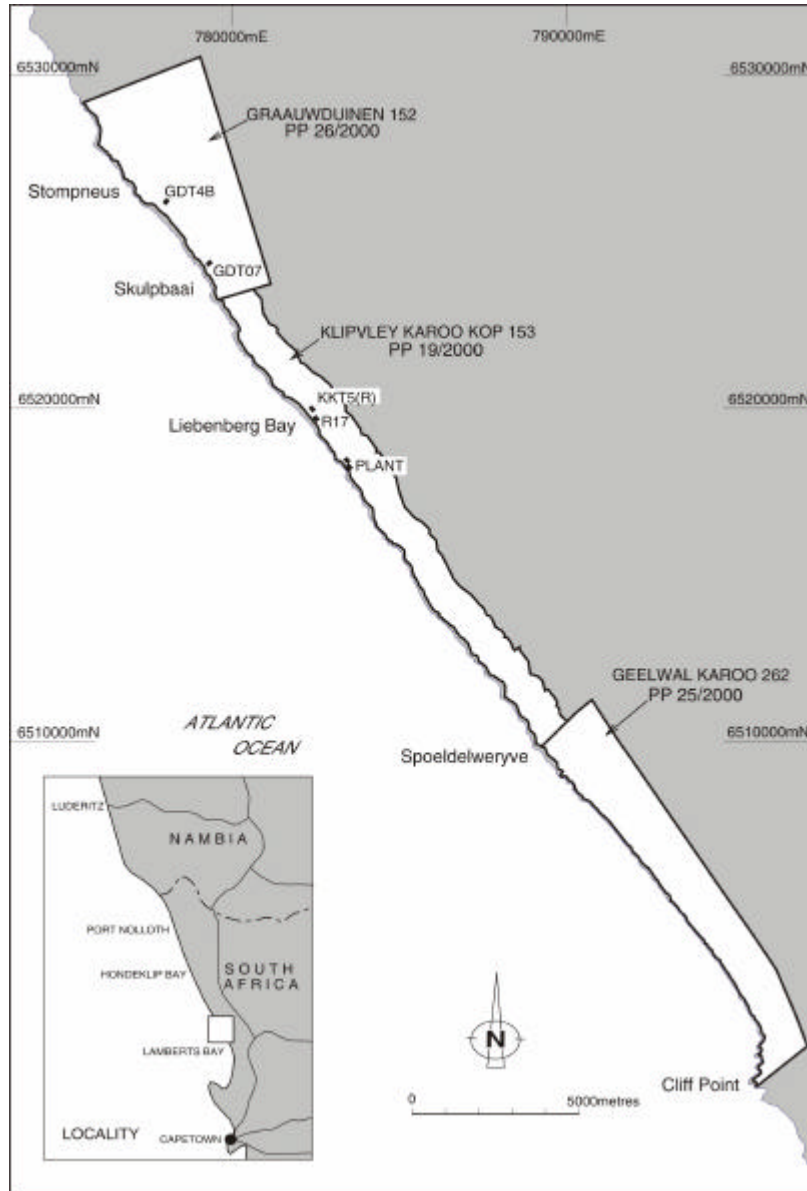 780000mE
790000mE
6530000mN
6530000mN
GRAAUWDUINEN 152
PP 26/2000
Stompneus
GDT4B
GDT07
Skulpbaai
KLIPVLEY KAROO KOP 153
PP 19/2000
KKT5(R)
6520000mN
6520000mN
R17
Liebenberg Bay
PLANT
GEELWAL KAROO 262
PP 25/2000
ATLANTIC
OCEAN
6510000mN
6510000mN
Spoeldelweryve
LUDERITZ
NAMBIA
PORT NOLLOTH
SOUTH
AFRICA
HONDEKLIP BAY
LAMBERTS BAY
LOCALITY
CAPETOWN
N
Cliff Point
0
5000metres